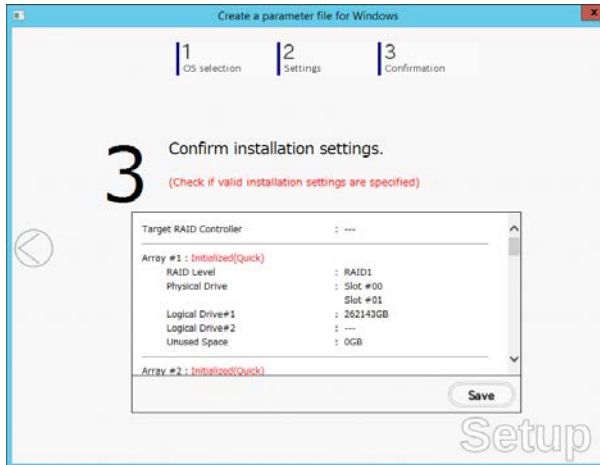 Create a parameter file for Windows
x
1
OS selection
2
Settings
3
Confirmation
3
Confirm installation settings.
(Check if valid installation settings are specified)
Target RAID Controller : ---
Array #1 : Initialized(Quick)
RAID Level : RAID1
Physical Drive : Slot #00
Slot #01
Logical Drive#1 : 262143GB
Logical Drive#2 : ---
Unused Space : 0GB
Array #2 : Initialized(Quick)
Save
Setup